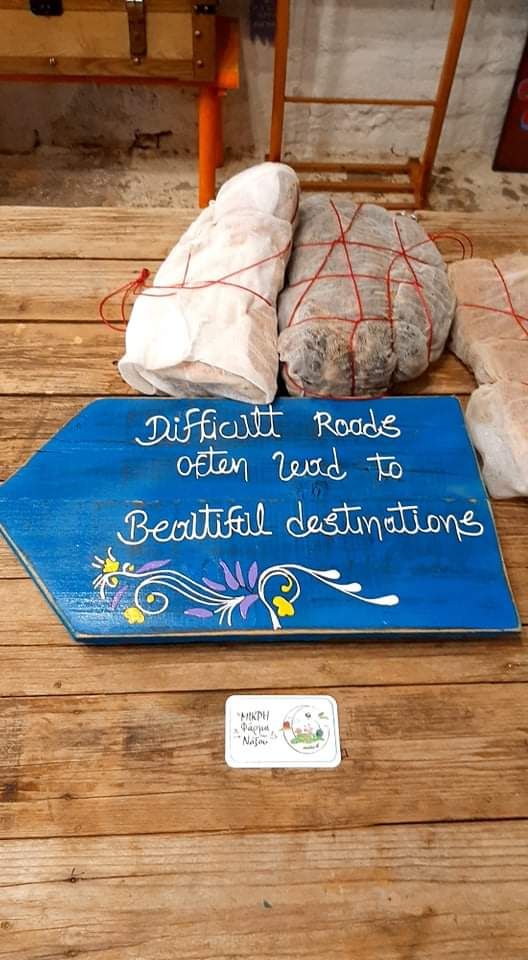 Difficult Roads
often lead to
Beautiful destinations
ΜΙΚΡΗ
Φάρμα
Νάξου